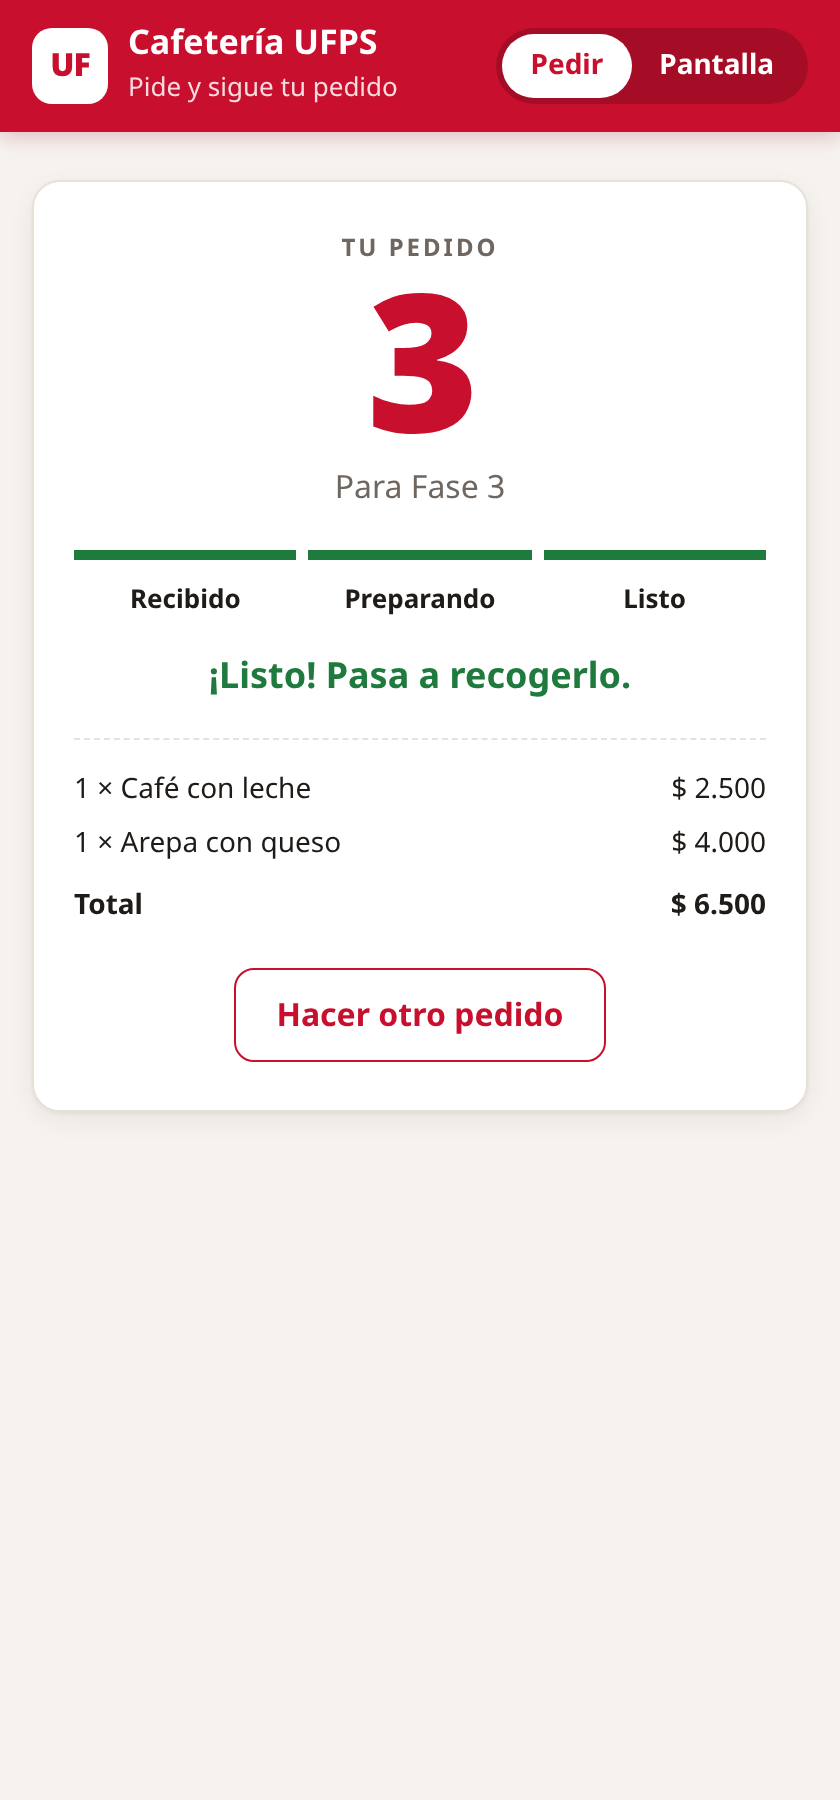 UF
Cafetería UFPS
Pide y sigue tu pedido
Pedir
Pantalla
TU PEDIDO
3
Para Fase 3
Recibido
Preparando
Listo
¡Listo! Pasa a recogerlo.
1 × Café con leche $ 2.500
1 × Arepa con queso $ 4.000
Total $ 6.500
Hacer otro pedido